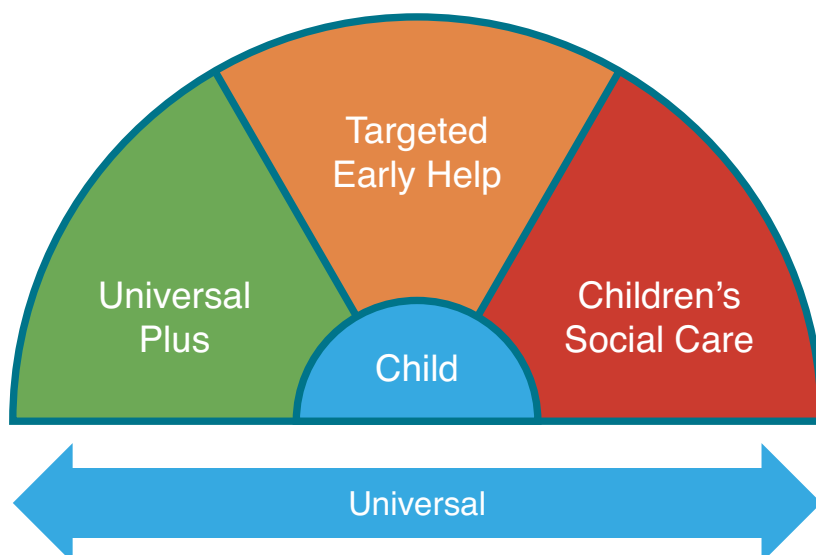 Targeted
Early Help
Universal
Plus
Children’s
Social Care
Child
Universal